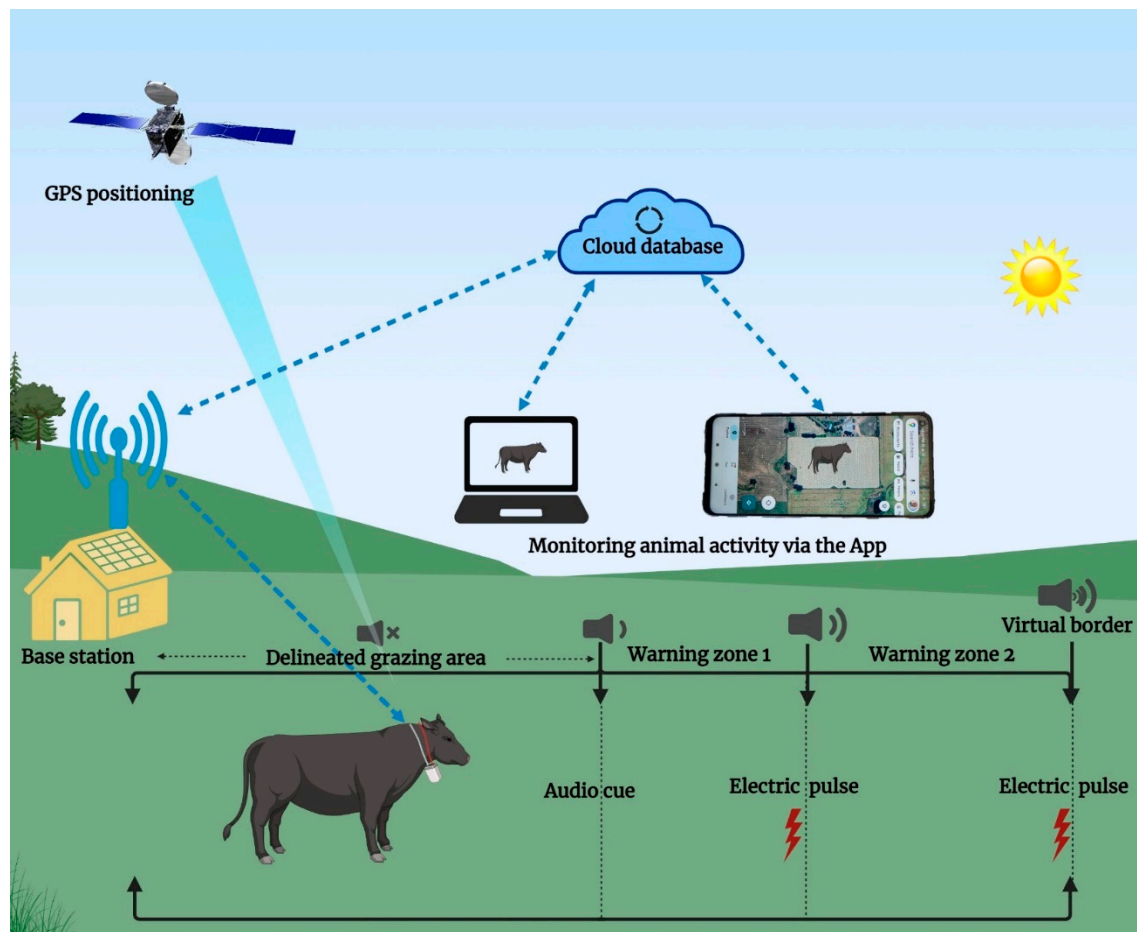 GPS positioning
Cloud database
Monitoring animal activity via the App
Virtual border
Base station
Delineated grazing area
Warning zone 1
Warning zone 2
Audio cue
Electric pulse
Electric pulse